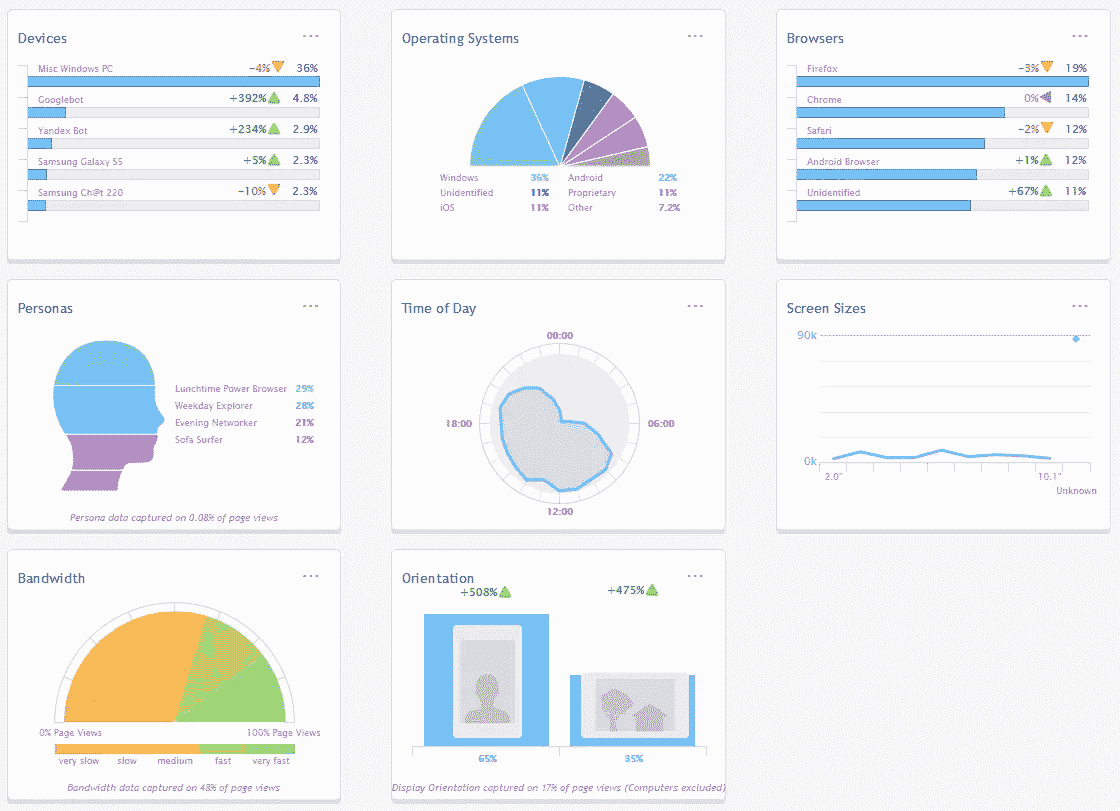 Devices
Misc Windows PC -4% 36%
Googlebot +392% 4.8%
Yandex Bot +234% 2.9%
Samsung Galaxy S5 +5% 2.3%
Samsung Ch@t 220 -10% 2.3%
Operating Systems
Windows 36% Android 22%
Unidentified 11% Proprietary 11%
iOS 11% Other 7.2%
Browsers
Firefox -3% 19%
Chrome 0% 14%
Safari -2% 12%
Android Browser +1% 12%
Unidentified +67% 11%
Personas
Lunchtime Power Browser 29%
Weekday Explorer 28%
Evening Networker 21%
Sofa Surfer 12%
Persona data captured on 0.08% of page views
Time of Day
00:00
18:00 06:00
12:00
Screen Sizes
90k
0k
2.0" 10.1"
Unknown
Bandwidth
0% Page Views 100% Page Views
very slow slow medium fast very fast
Bandwidth data captured on 48% of page views
Orientation
+508% +475%
65% 35%
Display Orientation captured on 17% of page views (Computers excluded)